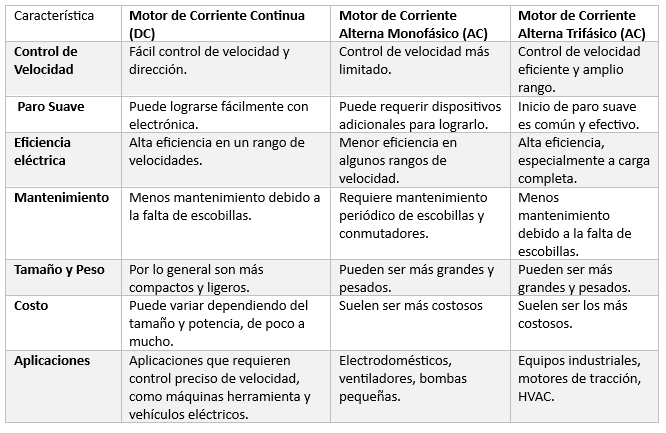 Característica
Motor de Corriente Continua
(DC)
Motor de Corriente
Alterna Monofásico (AC)
Motor de Corriente
Alterna Trifásico (AC)
Control de
Velocidad
Fácil control de velocidad y
dirección.
Control de velocidad más
limitado.
Control de velocidad
eficiente y amplio
rango.
Paro Suave
Puede lograrse fácilmente con
electrónica.
Puede requerir dispositivos
adicionales para lograrlo.
Inicio de paro suave
es común y efectivo.
Eficiencia
eléctrica
Alta eficiencia en un rango de
velocidades.
Menor eficiencia en
algunos rangos de
velocidad.
Alta eficiencia,
especialmente a carga
completa.
Mantenimiento
Menos mantenimiento debido a
la falta de escobillas.
Requiere mantenimiento
periódico de escobillas y
conmutadores.
Menos
mantenimiento
debido a la falta de
escobillas.
Tamaño y Peso
Por lo general son más
compactos y ligeros.
Pueden ser más grandes y
pesados.
Pueden ser más
grandes y pesados.
Costo
Puede variar dependiendo del
tamaño y potencia, de poco a
mucho.
Suelen ser más costosos
Suelen ser los más
costosos.
Aplicaciones
Aplicaciones que requieren
control preciso de velocidad,
como máquinas herramienta y
vehículos eléctricos.
Electrodomésticos,
ventiladores, bombas
pequeñas.
Equipos industriales,
motores de tracción,
HVAC.